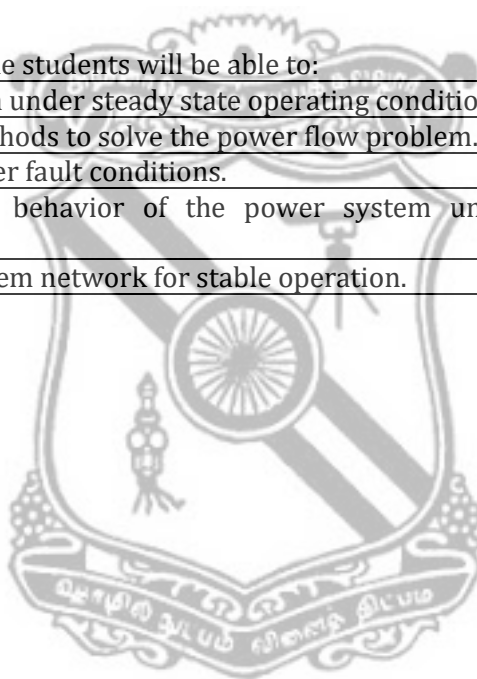 e students will be able to:
under steady state operating conditio
hods to solve the power flow problem.
er fault conditions.
behavior of the power system un
em network for stable operation.
வினைத் திட்பம்